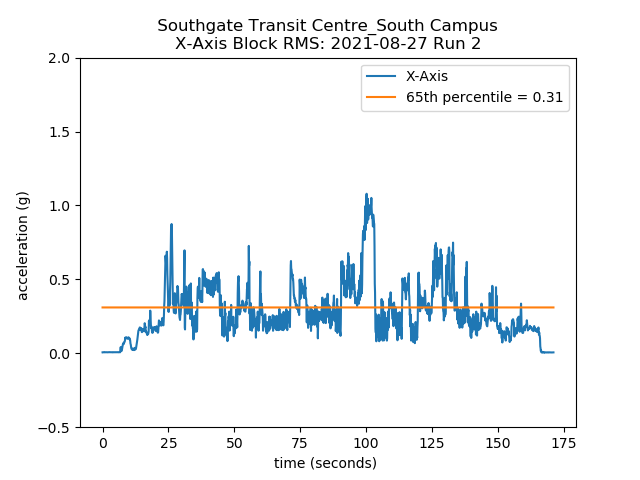 Southgate Transit Centre_South Campus
X-Axis Block RMS: 2021-08-27 Run 2
X-Axis
65th percentile = 0.31
2.0
1.5
1.0
0.5
0.0
−0.5
acceleration (g)
0 25 50 75 100 125 150 175
time (seconds)